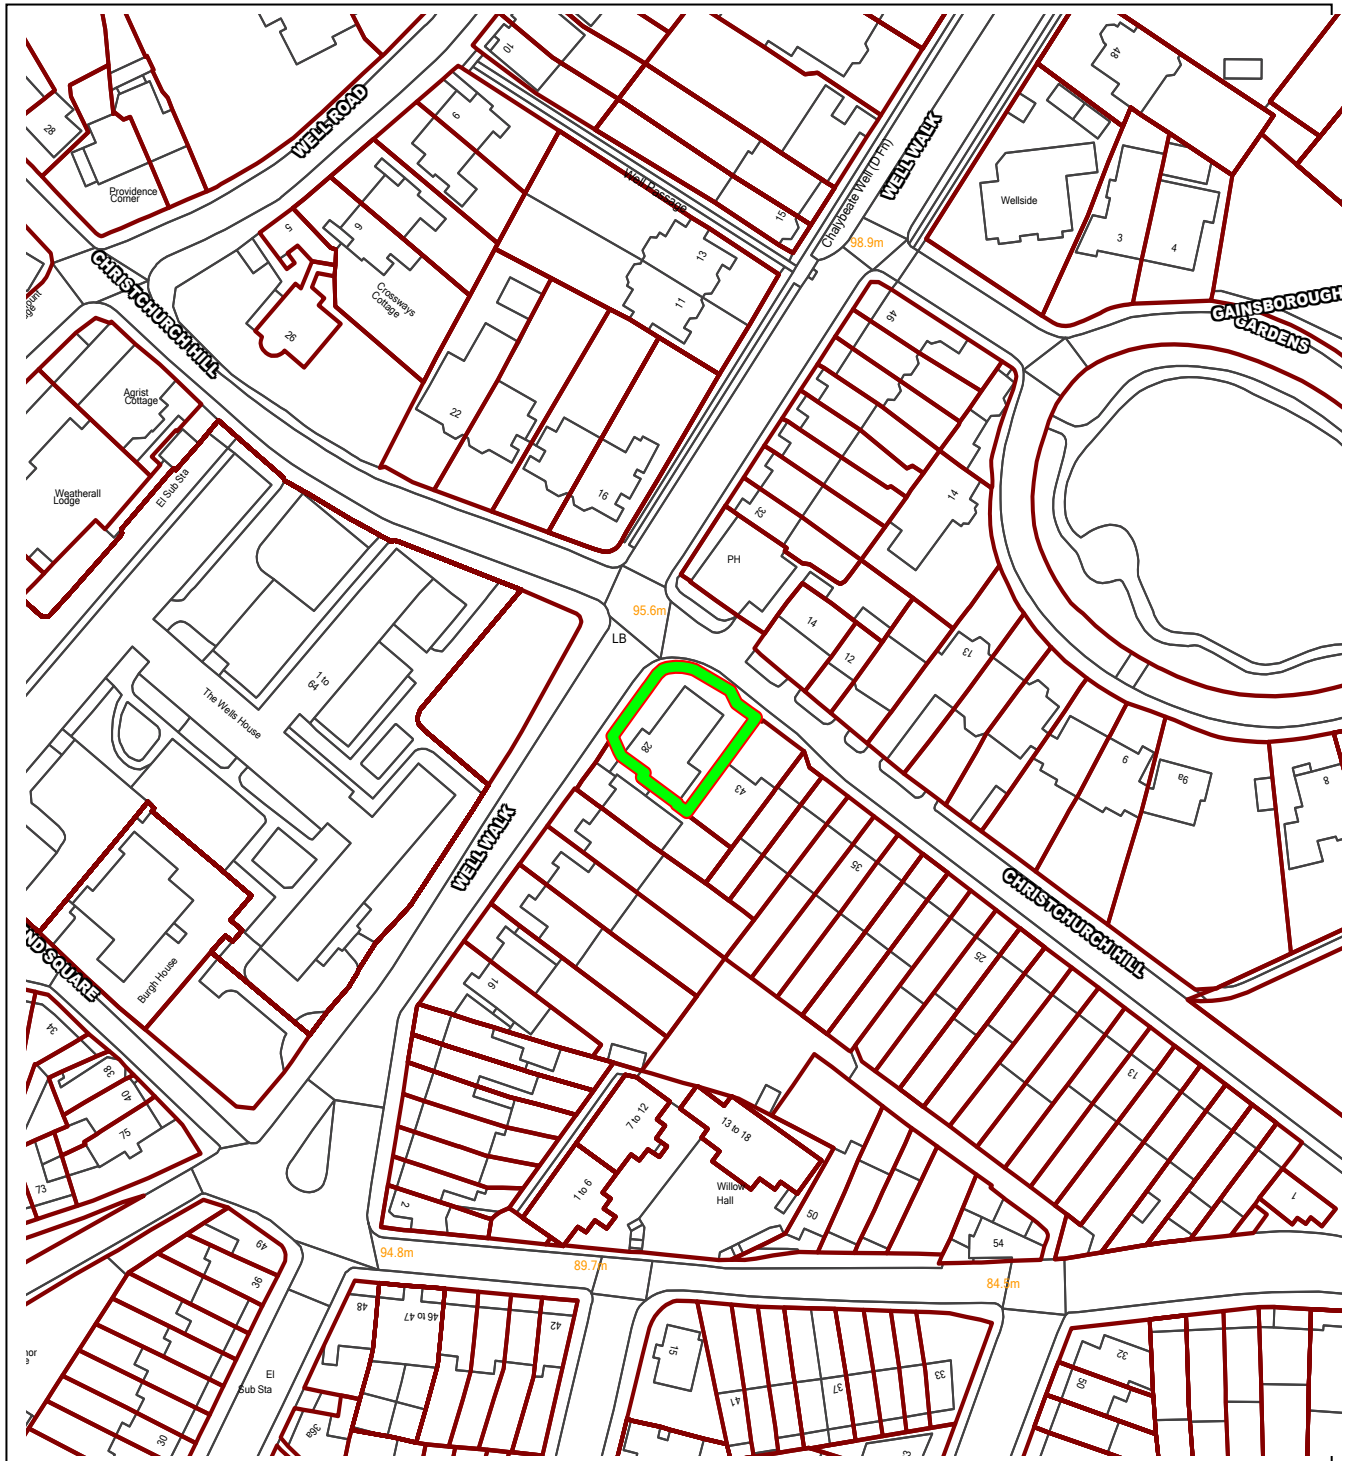 10
48
28
WELL ROAD
6
Providence
Corner
Well Passage
Chalybeate Well (D Fn)
WELL WALK
Wellside
15
98.9m
3
4
5
9
13
11
CHRISTCHURCH HILL
Crossways
Cottage
26
GAINSBOROUGH
GARDENS
46
Agrist
Cottage
22
16
14
Weatherall
Lodge
El Sub Sta
32
PH
95.6m
LB
14
12
13
1 to
64
The Wells House
28
43
9
9a
8
WELL WALK
35
CHRISTCHURCH HILL
25
16
ND SQUARE
Burgh House
34
38
40
75
73
7 to 12
13 to 18
1 to 6
Willow
Hall
13
1
2
50
54
94.8m
89.7m
49
36
48
46 to 47
42
El
Sub Sta
36a
30
15
41
37
33
32
50